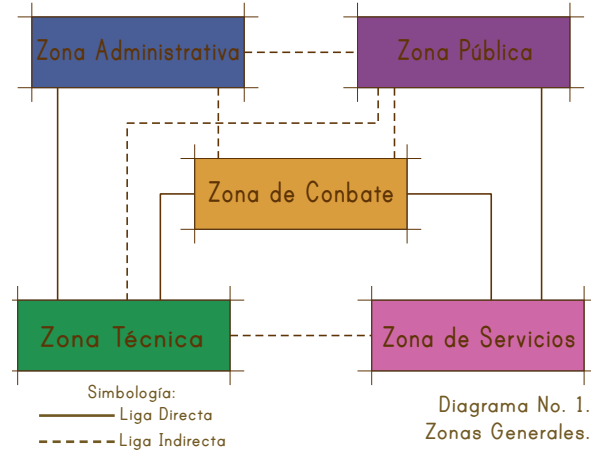 Zona Administrativa
Zona Pública
Zona de Conbate
Zona Técnica
Zona de Servicios
Simbología:
Liga Directa
Liga Indirecta
Diagrama No. 1.
Zonas Generales.